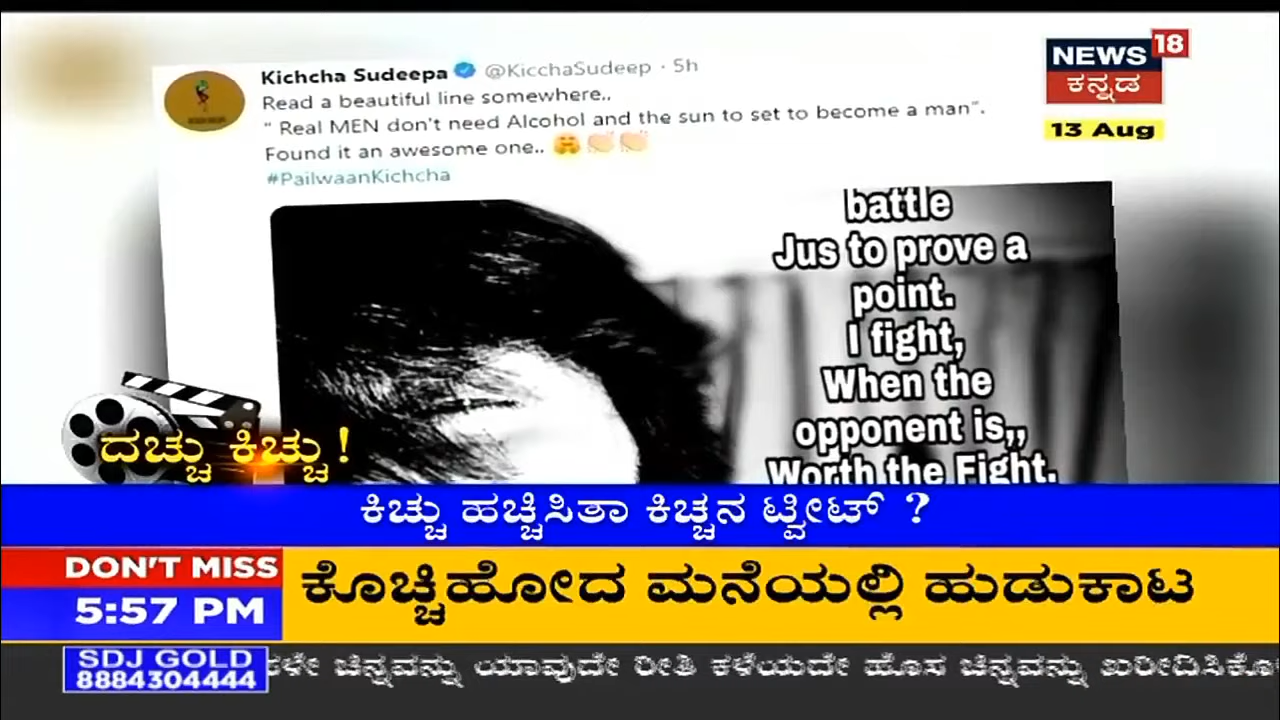 Kichcha Sudeepa @KicchaSudeep · 5h
Read a beautiful line somewhere..
" Real MEN don't need Alcohol and the sun to set to become a man".
Found it an awesome one.. 🤗👏🏻👏🏻
#PailwaanKichcha
NEWS 18
ಕನ್ನಡ
13 Aug
battle
Jus to prove a
point.
I fight,
When the
opponent is,,
Worth the Fight.
ದಚ್ಚು ಕಿಚ್ಚು !
ಕಿಚ್ಚು ಹಚ್ಚಿಸಿತಾ ಕಿಚ್ಚನ ಟ್ವೀಟ್ ?
DON'T MISS
5:57 PM
ಕೊಚ್ಚಿಹೋದ ಮನೆಯಲ್ಲಿ ಹುಡುಕಾಟ
SDJ GOLD
8884304444
ಚಿನ್ನವನ್ನು ಯಾವುದೇ ರೀತಿ ಕಳೆಯದೇ ಹೊಸ ಚಿನ್ನವನ್ನು